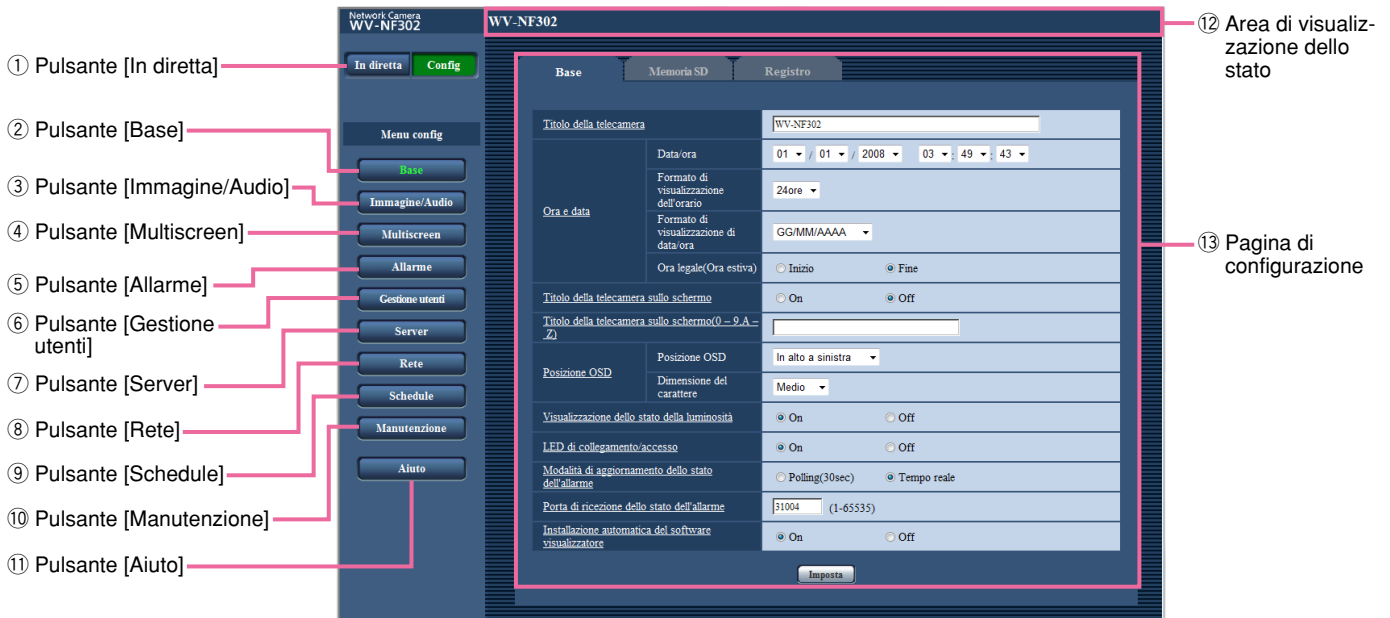 ① Pulsante [In diretta]
② Pulsante [Base]
③ Pulsante [Immagine/Audio]
④ Pulsante [Multiscreen]
⑤ Pulsante [Allarme]
⑥ Pulsante [Gestione
utenti]
⑦ Pulsante [Server]
⑧ Pulsante [Rete]
⑨ Pulsante [Schedule]
⑩ Pulsante [Manutenzione]
⑪ Pulsante [Aiuto]
Network Camera
WV-NF302
In diretta Config
Menu config
Base
Immagine/Audio
Multiscreen
Allarme
Gestione utenti
Server
Rete
Schedule
Manutenzione
Aiuto
WV-NF302
Base Memoria SD Registro
Titolo della telecamera WV-NF302
Ora e data
Data/ora 01 / 01 / 2008 03 : 49 : 43
Formato di
visualizzazione
dell'orario
24ore
Formato di
visualizzazione di
data/ora
GG/MM/AAAA
Ora legale(Ora estiva) Inizio Fine
Titolo della telecamera sullo schermo On Off
Titolo della telecamera sullo schermo(0 – 9,A –
Z)
Posizione OSD
Posizione OSD In alto a sinistra
Dimensione del
carattere
Medio
Visualizzazione dello stato della luminosità On Off
LED di collegamento/accesso On Off
Modalità di aggiornamento dello stato
dell'allarme
Polling(30sec) Tempo reale
Porta di ricezione dello stato dell'allarme 31004 (1-65535)
Installazione automatica del software
visualizzatore
On Off
Imposta
⑫ Area di visualiz-
zazione dello
stato
⑬ Pagina di
configurazione